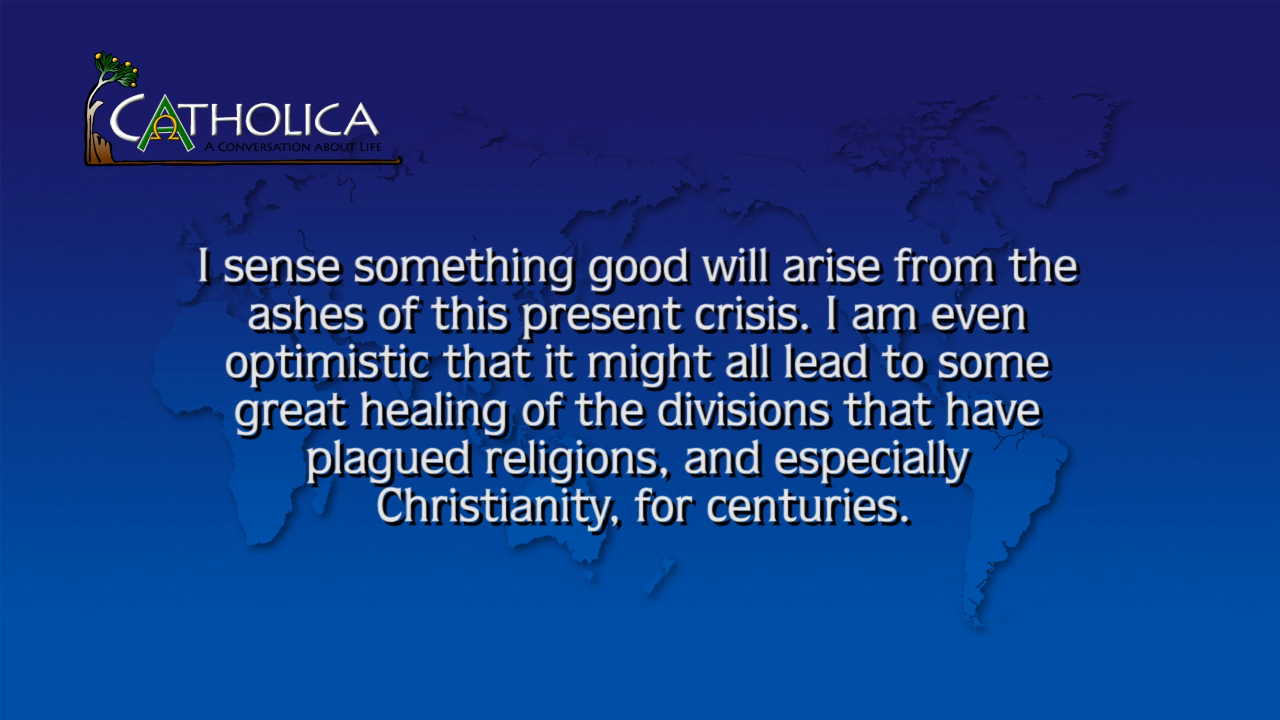 CATHOLICA
A CONVERSATION ABOUT LIFE
I sense something good will arise from the
ashes of this present crisis. I am even
optimistic that it might all lead to some
great healing of the divisions that have
plagued religions, and especially
Christianity, for centuries.